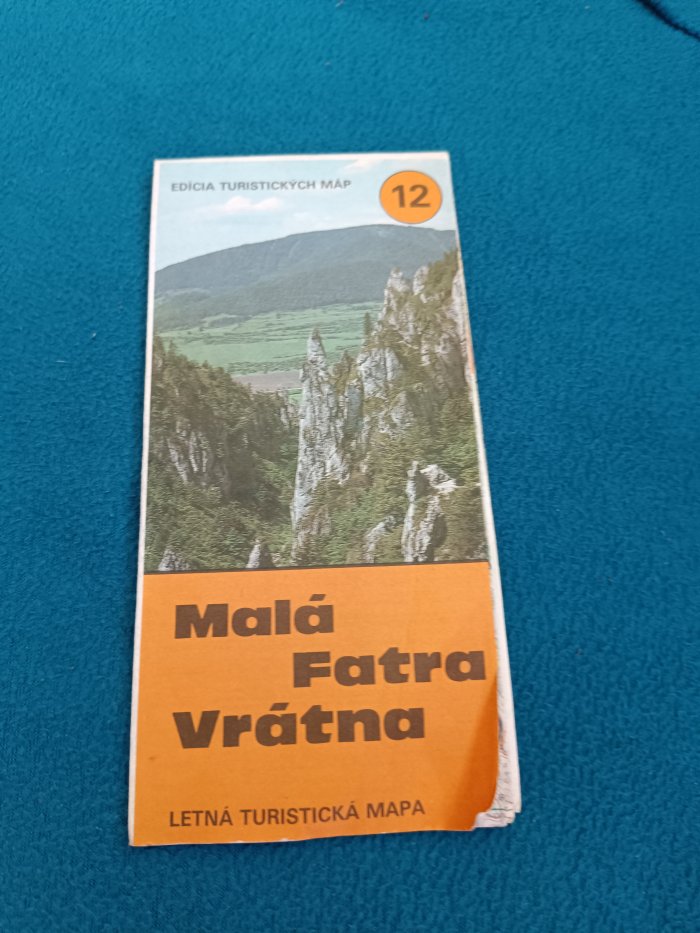 EDÍCIA TURISTICKÝCH MÁP
12
Malá
Fatra
Vrátna
LETNÁ TURISTICKÁ MAPA